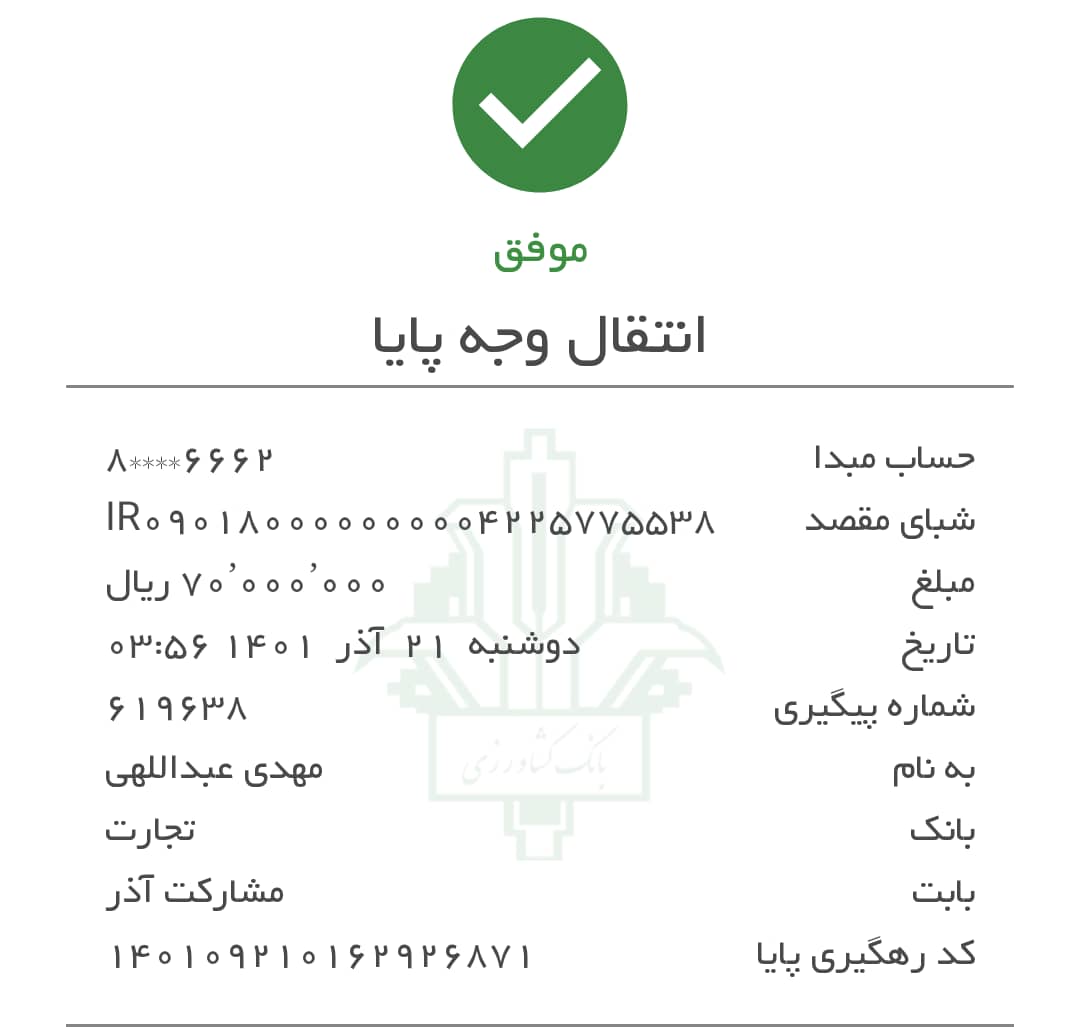 موفق
انتقال وجه پایا
حساب مبدا ۸****۶۶۶۲
شبای مقصد IR۰۹۰۱۸۰۰۰۰۰۰۰۰۰۴۲۲۵۷۷۵۵۳۸
مبلغ ۷۰٬۰۰۰٬۰۰۰ ریال
تاریخ دوشنبه ۲۱ آذر ۱۴۰۱ ۰۳:۵۶
شماره پیگیری ۶۱۹۶۳۸
به نام مهدی عبداللهی
بانک تجارت
بابت مشارکت آذر
کد رهگیری پایا ۱۴۰۱۰۹۲۱۰۱۶۲۹۲۶۸۷۱
بانک کشاورزی